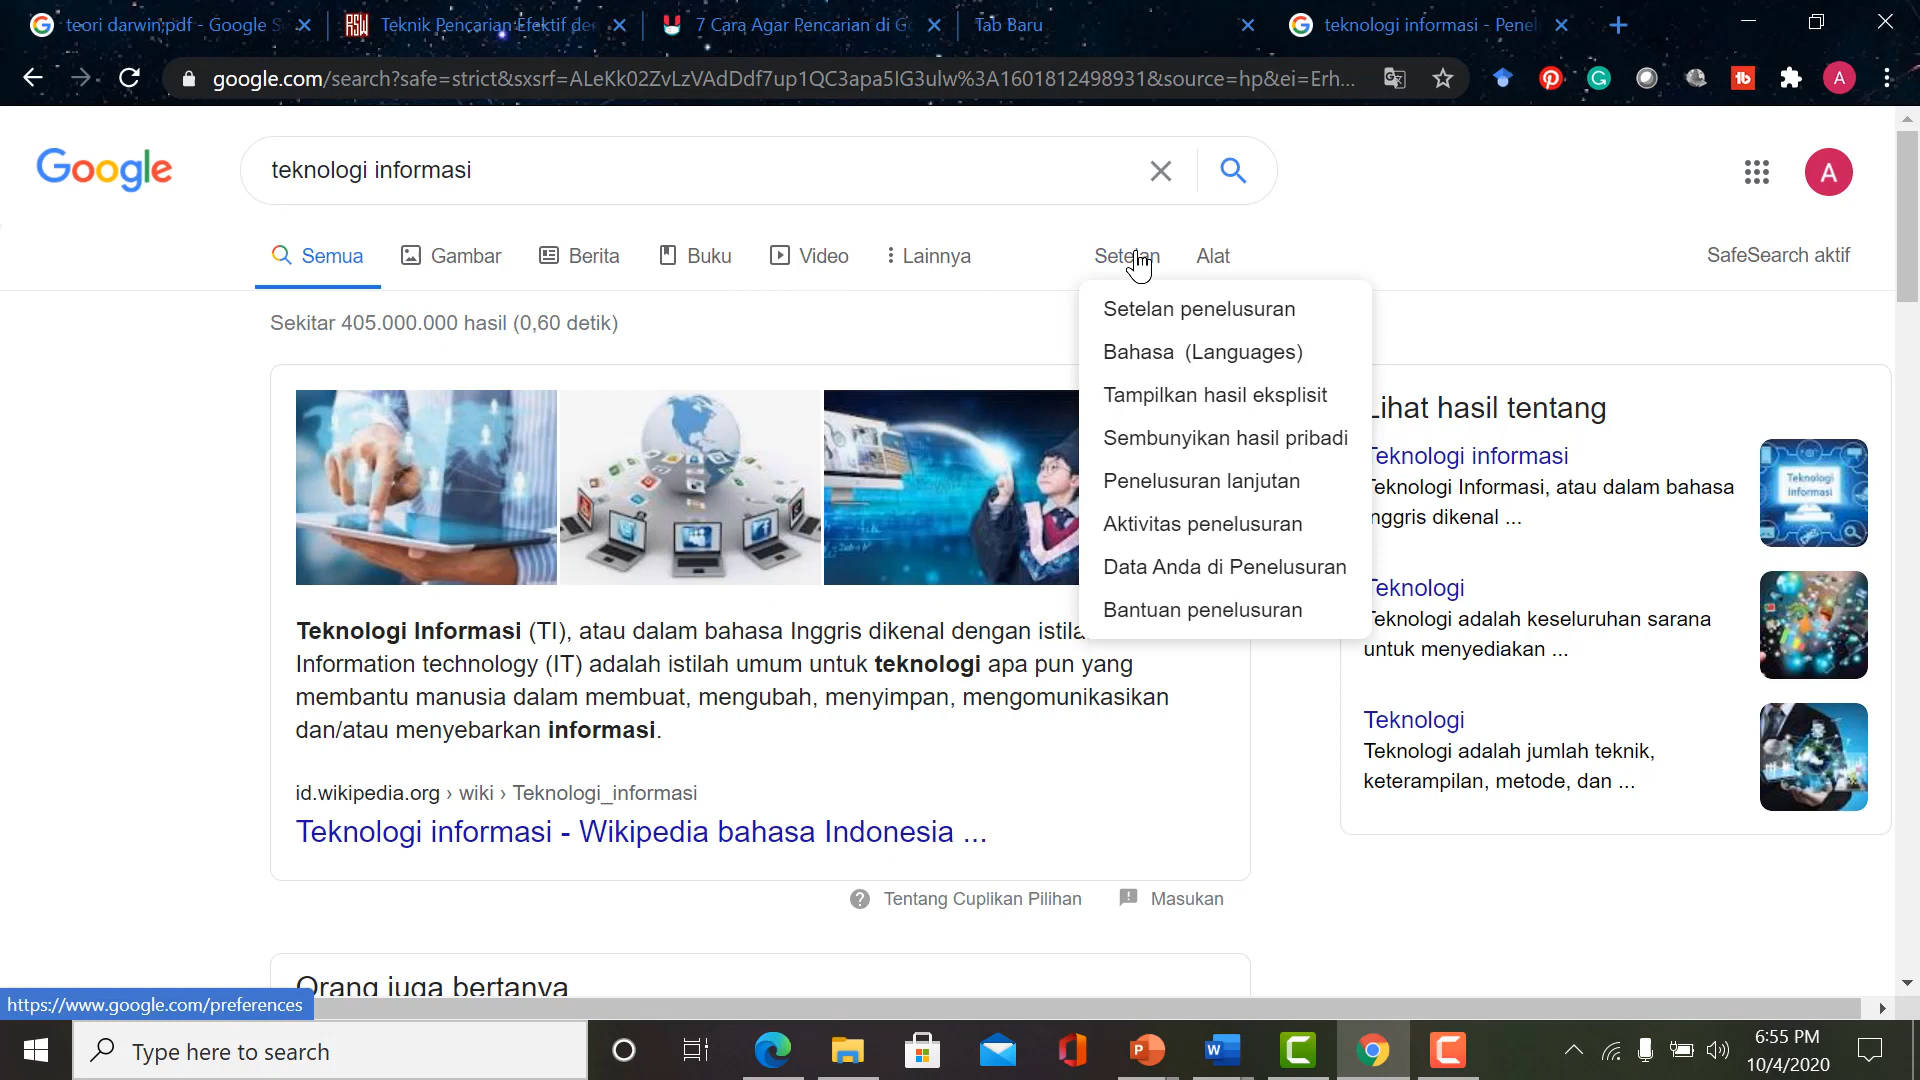 teori darwin;pdf - Google S
Teknik Pencarian Efektif de
7 Cara Agar Pencarian di G
Tab Baru
teknologi informasi - Penel
google.com/search?safe=strict&sxsrf=ALeKk02ZvLzVAdDdf7up1QC3apa5IG3ulw%3A1601812498931&source=hp&ei=Erh...
A
Google
teknologi informasi
A
Semua
Gambar
Berita
Buku
Video
Lainnya
Setelan
Alat
SafeSearch aktif
Sekitar 405.000.000 hasil (0,60 detik)
Setelan penelusuran
Bahasa (Languages)
Tampilkan hasil eksplisit
Sembunyikan hasil pribadi
Penelusuran lanjutan
Aktivitas penelusuran
Data Anda di Penelusuran
Bantuan penelusuran
Teknologi Informasi (TI), atau dalam bahasa Inggris dikenal dengan
Information technology (IT) adalah istilah umum untuk teknologi apa pun yang
membantu manusia dalam membuat, mengubah, menyimpan, mengomunikasikan
dan/atau menyebarkan informasi.
id.wikipedia.org › wiki › Teknologi_informasi
Teknologi informasi - Wikipedia bahasa Indonesia ...
Tentang Cuplikan Pilihan
Masukan
Orang juga bertanya
Lihat hasil tentang
Teknologi informasi
Teknologi Informasi, atau dalam bahasa
Inggris dikenal ...
Teknologi
Informasi
Teknologi
Teknologi adalah keseluruhan sarana
untuk menyediakan ...
Teknologi
Teknologi adalah jumlah teknik,
keterampilan, metode, dan ...
https://www.google.com/preferences
Type here to search
6:55 PM
10/4/2020